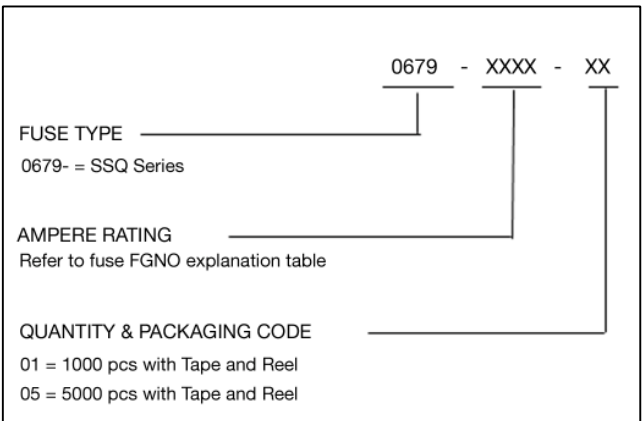 0679 - XXXX - XX
FUSE TYPE
0679- = SSQ Series
AMPERE RATING
Refer to fuse FGNO explanation table
QUANTITY & PACKAGING CODE
01 = 1000 pcs with Tape and Reel
05 = 5000 pcs with Tape and Reel